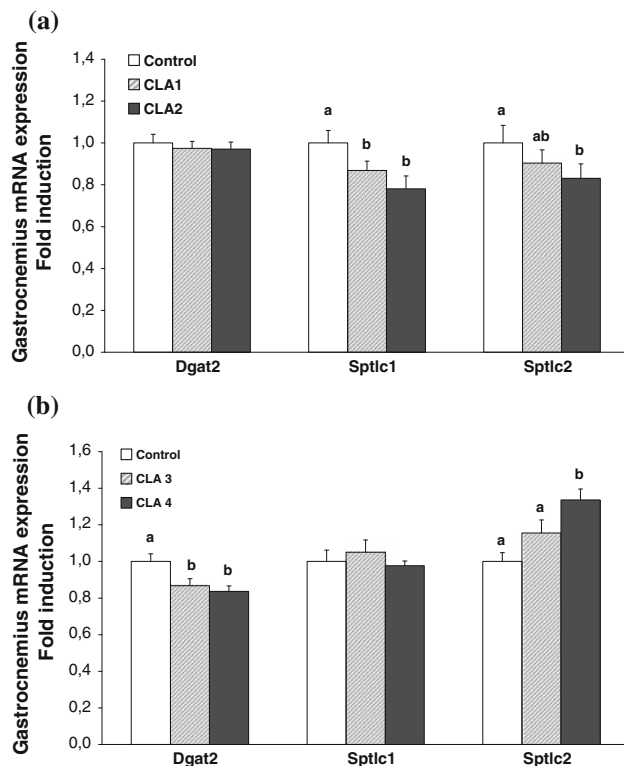 (a)
Gastrocnemius mRNA expression
Fold induction
1,4
1,2
1,0
0,8
0,6
0,4
0,2
0,0
Control
CLA1
CLA2
a
b
b
a
ab
b
Dgat2
Sptlc1
Sptlc2
(b)
Gastrocnemius mRNA expression
Fold induction
1,6
1,4
1,2
1,0
0,8
0,6
0,4
0,2
0,0
Control
CLA 3
CLA 4
a
b
b
a
a
b
Dgat2
Sptlc1
Sptlc2